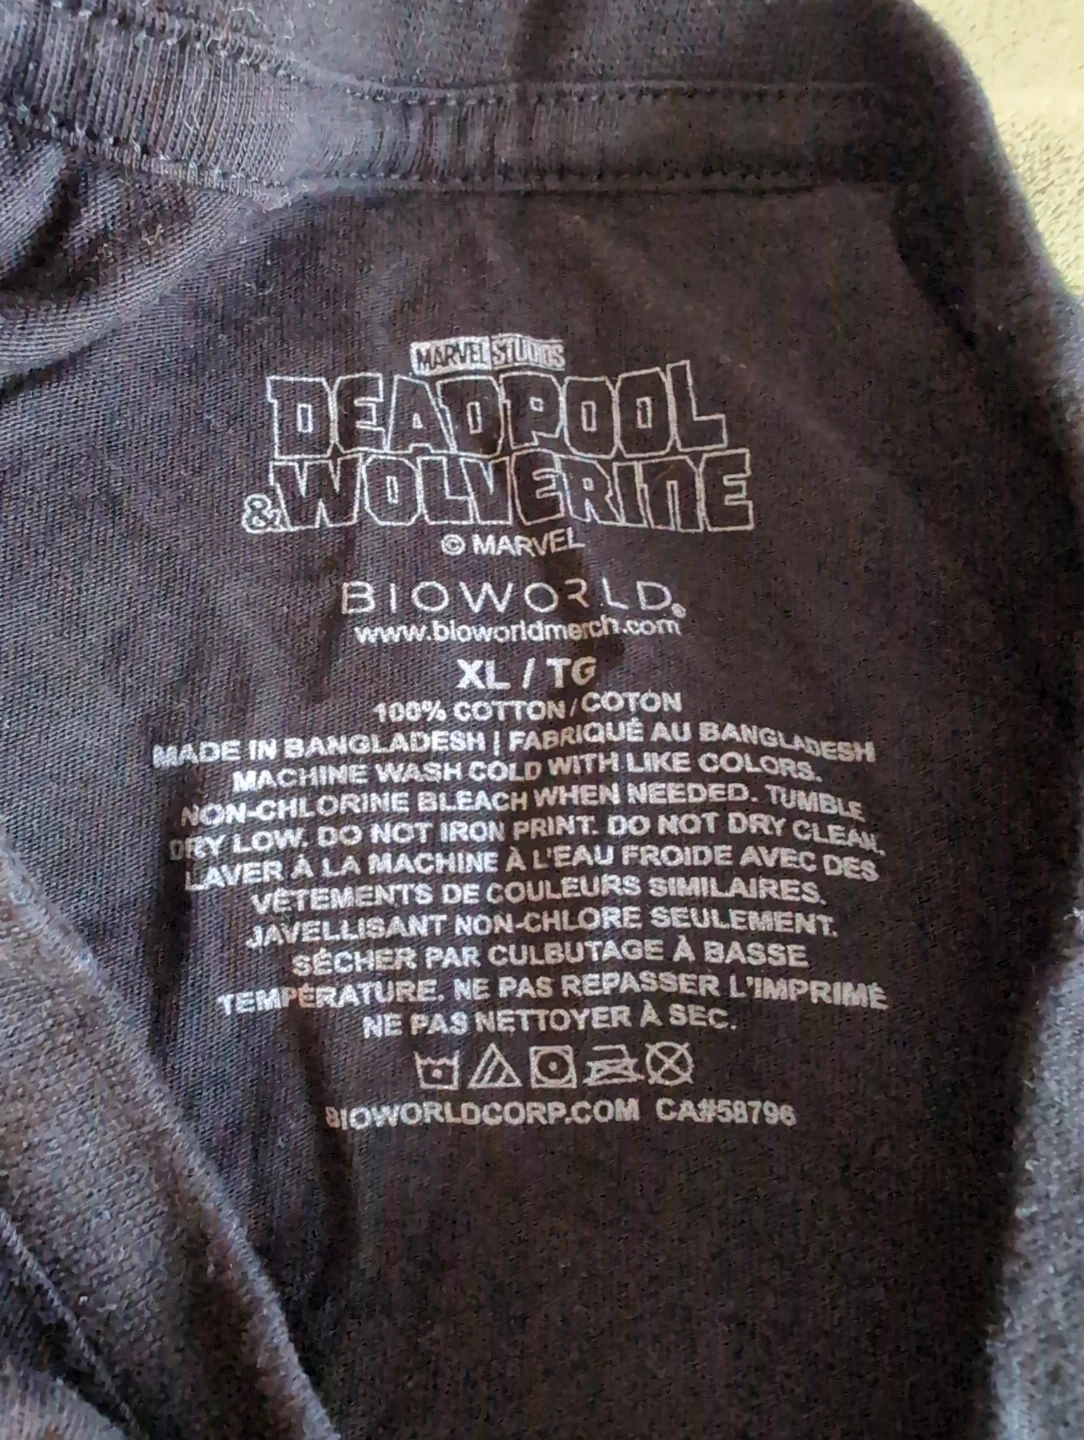 MARVEL STUDIOS
DEADPOOL
& WOLVERINE
© MARVEL
BIOWORLD®
www.bioworldmerch.com
XL / TG
100% COTTON / COTON
MADE IN BANGLADESH | FABRIQUÉ AU BANGLADESH
MACHINE WASH COLD WITH LIKE COLORS.
NON-CHLORINE BLEACH WHEN NEEDED. TUMBLE
DRY LOW. DO NOT IRON PRINT. DO NOT DRY CLEAN.
LAVER À LA MACHINE À L'EAU FROIDE AVEC DES
VÊTEMENTS DE COULEURS SIMILAIRES.
JAVELLISANT NON-CHLORE SEULEMENT.
SÉCHER PAR CULBUTAGE À BASSE
TEMPÉRATURE. NE PAS REPASSER L'IMPRIMÉ
NE PAS NETTOYER À SEC.
BIOWORLDCORP.COM CA#58796